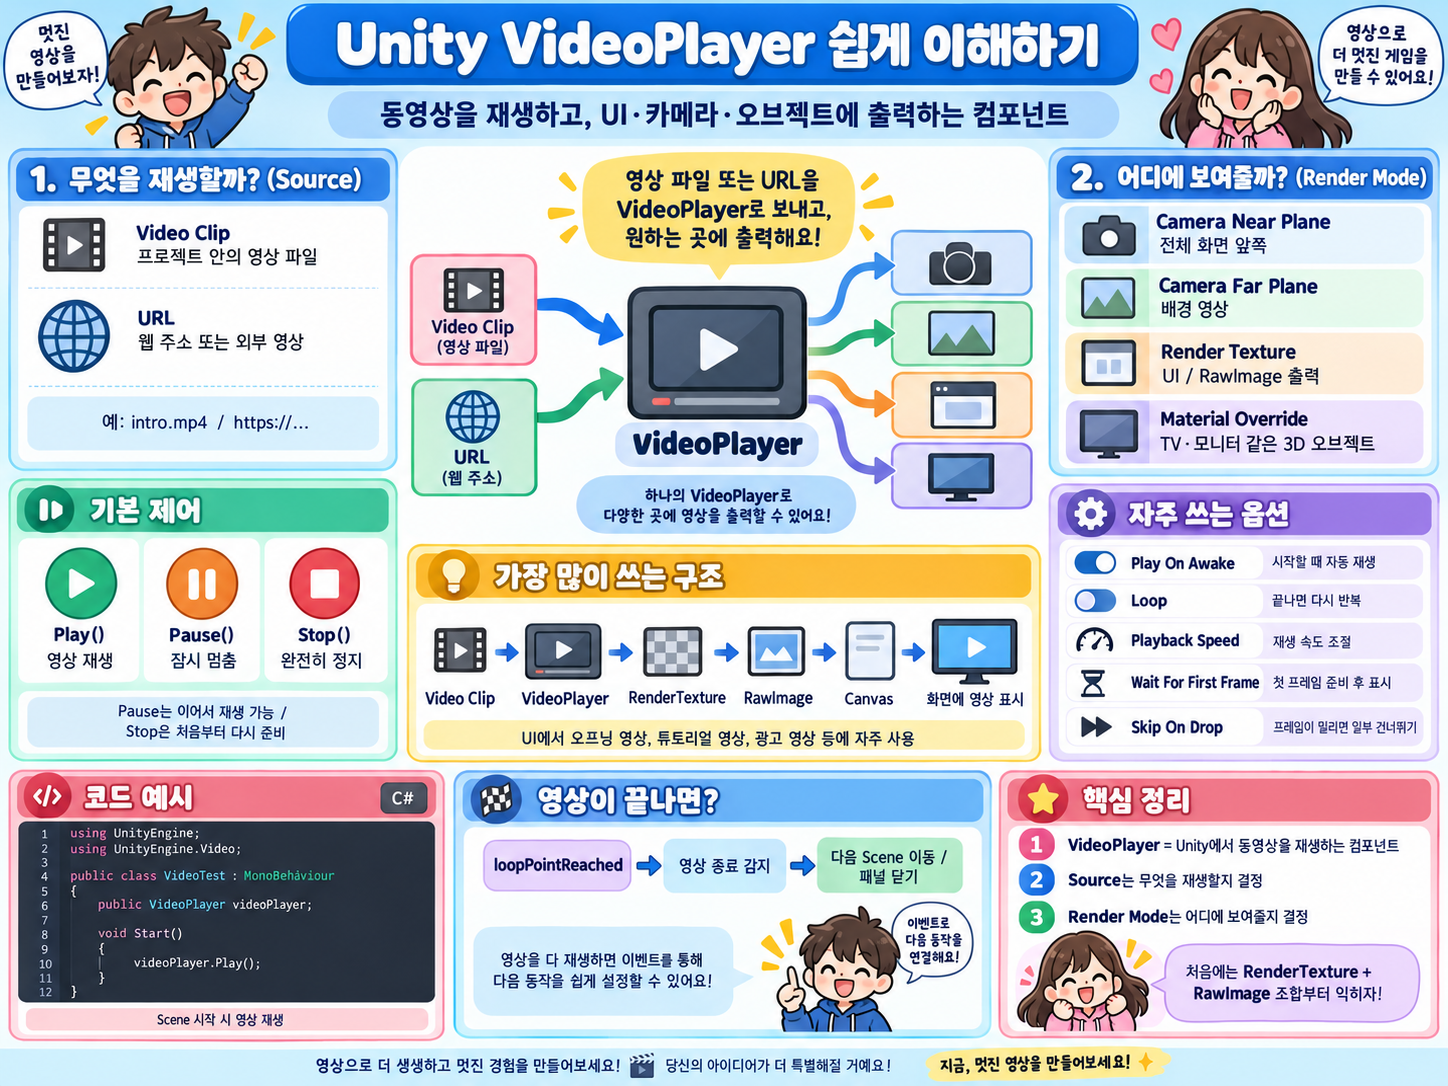 멋진
영상을
만들어보자!
Unity VideoPlayer 쉽게 이해하기
동영상을 재생하고, UI·카메라·오브젝트에 출력하는 컴포넌트
영상으로
더 멋진 게임을
만들 수 있어요!
1. 무엇을 재생할까? (Source)
Video Clip
프로젝트 안의 영상 파일
URL
웹 주소 또는 외부 영상
예: intro.mp4 / https://...
영상 파일 또는 URL을
VideoPlayer로 보내고,
원하는 곳에 출력해요!
Video Clip
(영상 파일)
URL
(웹 주소)
VideoPlayer
하나의 VideoPlayer로
다양한 곳에 영상을 출력할 수 있어요!
2. 어디에 보여줄까? (Render Mode)
Camera Near Plane
전체 화면 앞쪽
Camera Far Plane
배경 영상
Render Texture
UI / RawImage 출력
Material Override
TV·모니터 같은 3D 오브젝트
기본 제어
Play()
영상 재생
Pause()
잠시 멈춤
Stop()
완전히 정지
Pause는 이어서 재생 가능 /
Stop은 처음부터 다시 준비
가장 많이 쓰는 구조
Video Clip
VideoPlayer
RenderTexture
RawImage
Canvas
화면에 영상 표시
UI에서 오프닝 영상, 튜토리얼 영상, 광고 영상 등에 자주 사용
자주 쓰는 옵션
Play On Awake 시작할 때 자동 재생
Loop 끝나면 다시 반복
Playback Speed 재생 속도 조절
Wait For First Frame 첫 프레임 준비 후 표시
Skip On Drop 프레임이 밀리면 일부 건너뛰기
</> 코드 예시
C#
1 using UnityEngine;
2 using UnityEngine.Video;
3
4 public class VideoTest : MonoBeháviour
5 {
6 public VideoPlayer videoPlayer;
7
8 void Start()
9 {
10 videoPlayer.Play();
11 }
12 }
Scene 시작 시 영상 재생
영상이 끝나면?
loopPointReached
영상 종료 감지
다음 Scene 이동 /
패널 닫기
영상을 다 재생하면 이벤트를 통해
다음 동작을 쉽게 설정할 수 있어요!
이벤트로
다음 동작을
연결해요!
핵심 정리
1 VideoPlayer = Unity에서 동영상을 재생하는 컴포넌트
2 Source는 무엇을 재생할지 결정
3 Render Mode는 어디에 보여줄지 결정
처음에는 RenderTexture +
RawImage 조합부터 익히자!
영상으로 더 생생하고 멋진 경험을 만들어보세요! 당신의 아이디어가 더 특별해질 거예요!
지금, 멋진 영상을 만들어보세요!